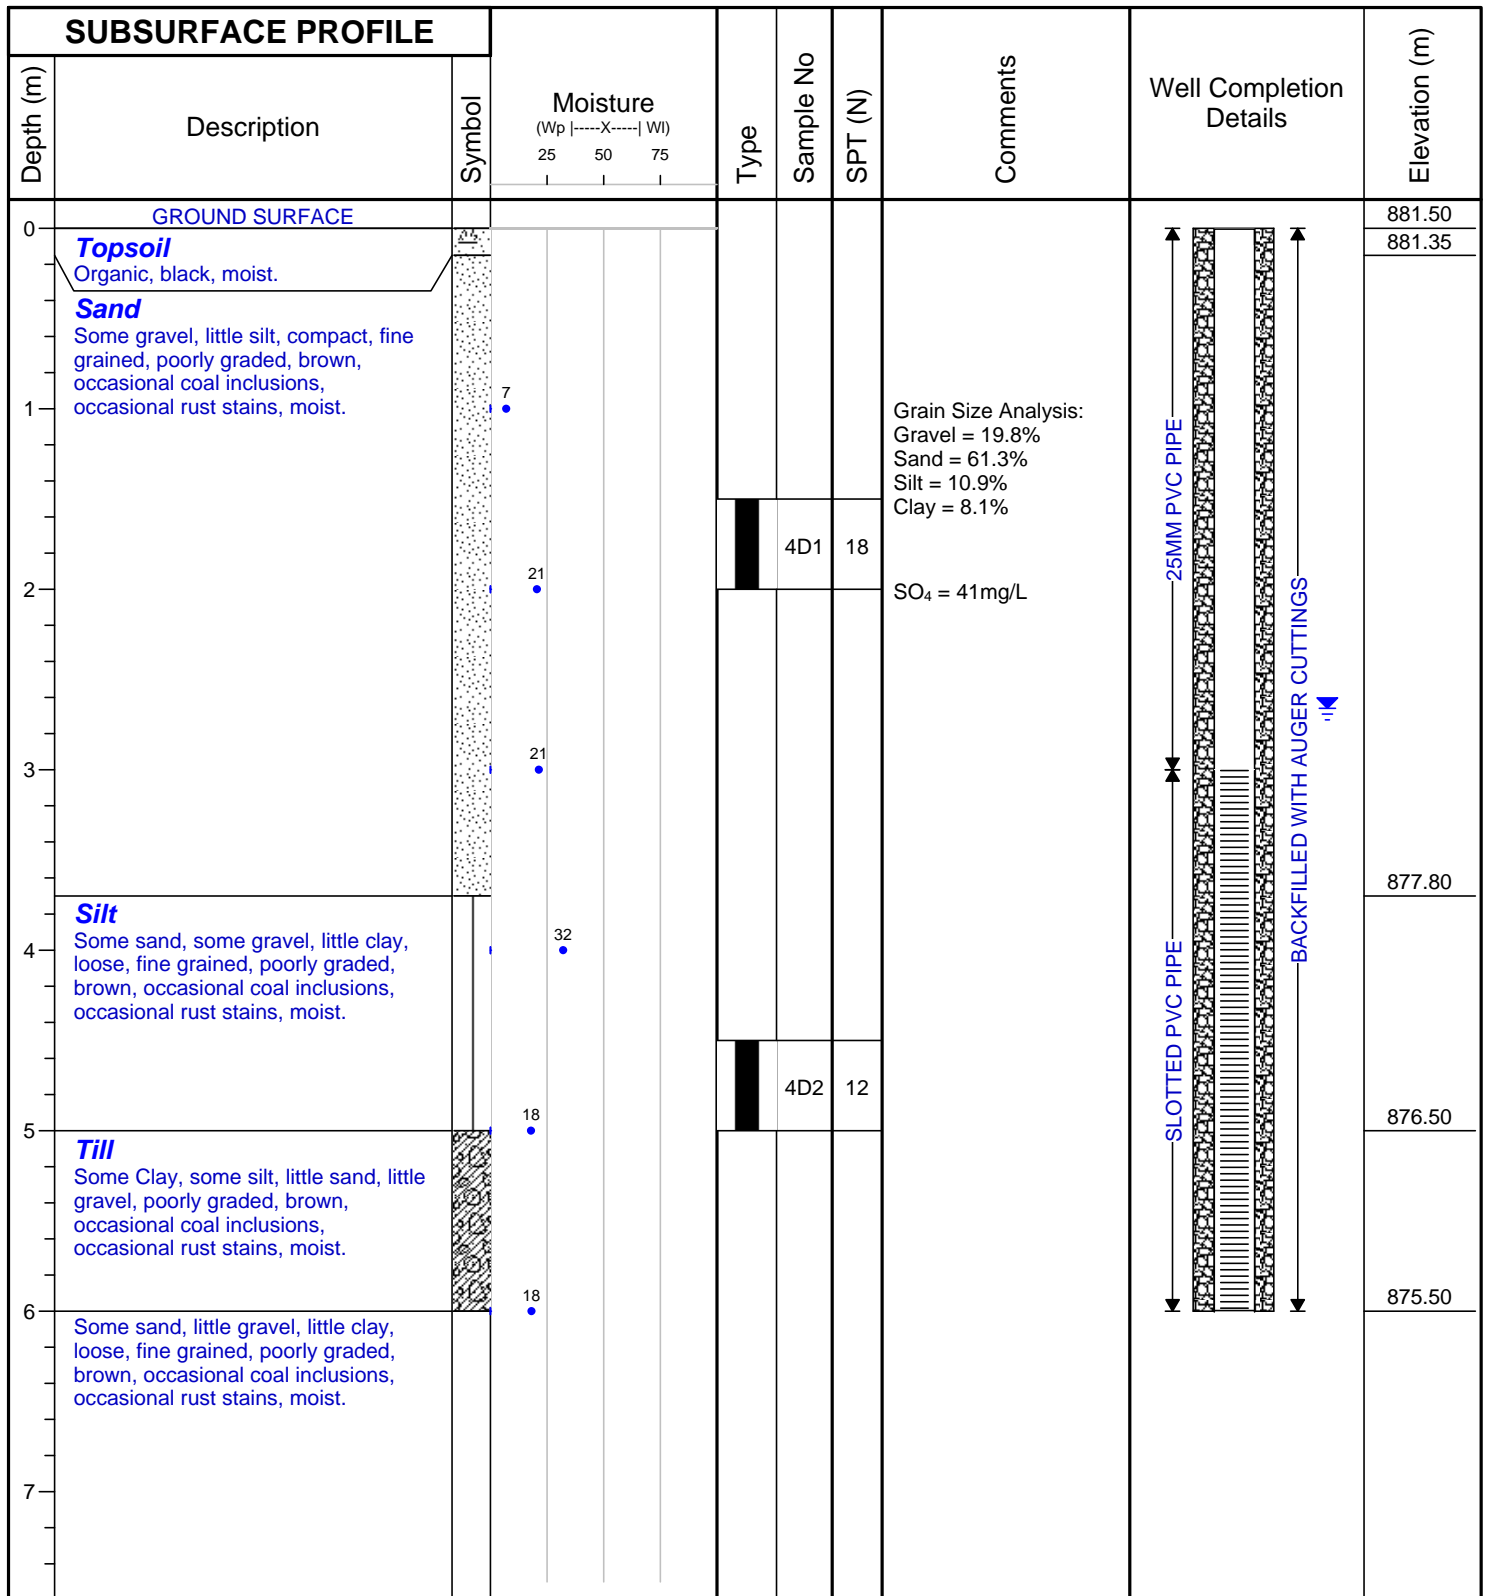 SUBSURFACE PROFILE
Depth (m)
Description
Symbol
Moisture
(Wp |-----X-----| Wl)
25 50 75
Type
Sample No
SPT (N)
Comments
Well Completion
Details
Elevation (m)
GROUND SURFACE
881.50
0
Topsoil
881.35
Organic, black, moist.
Sand
Some gravel, little silt, compact, fine
grained, poorly graded, brown,
occasional coal inclusions,
occasional rust stains, moist.
1
7
Grain Size Analysis:
Gravel = 19.8%
Sand = 61.3%
Silt = 10.9%
Clay = 8.1%
4D1 18
2
21
SO₄ = 41mg/L
25MM PVC PIPE
BACKFILLED WITH AUGER CUTTINGS
3
21
877.80
Silt
Some sand, some gravel, little clay,
loose, fine grained, poorly graded,
brown, occasional coal inclusions,
occasional rust stains, moist.
4
32
SLOTTED PVC PIPE
4D2 12
5
18
876.50
Till
Some Clay, some silt, little sand, little
gravel, poorly graded, brown,
occasional coal inclusions,
occasional rust stains, moist.
6
18
875.50
Some sand, little gravel, little clay,
loose, fine grained, poorly graded,
brown, occasional coal inclusions,
occasional rust stains, moist.
7